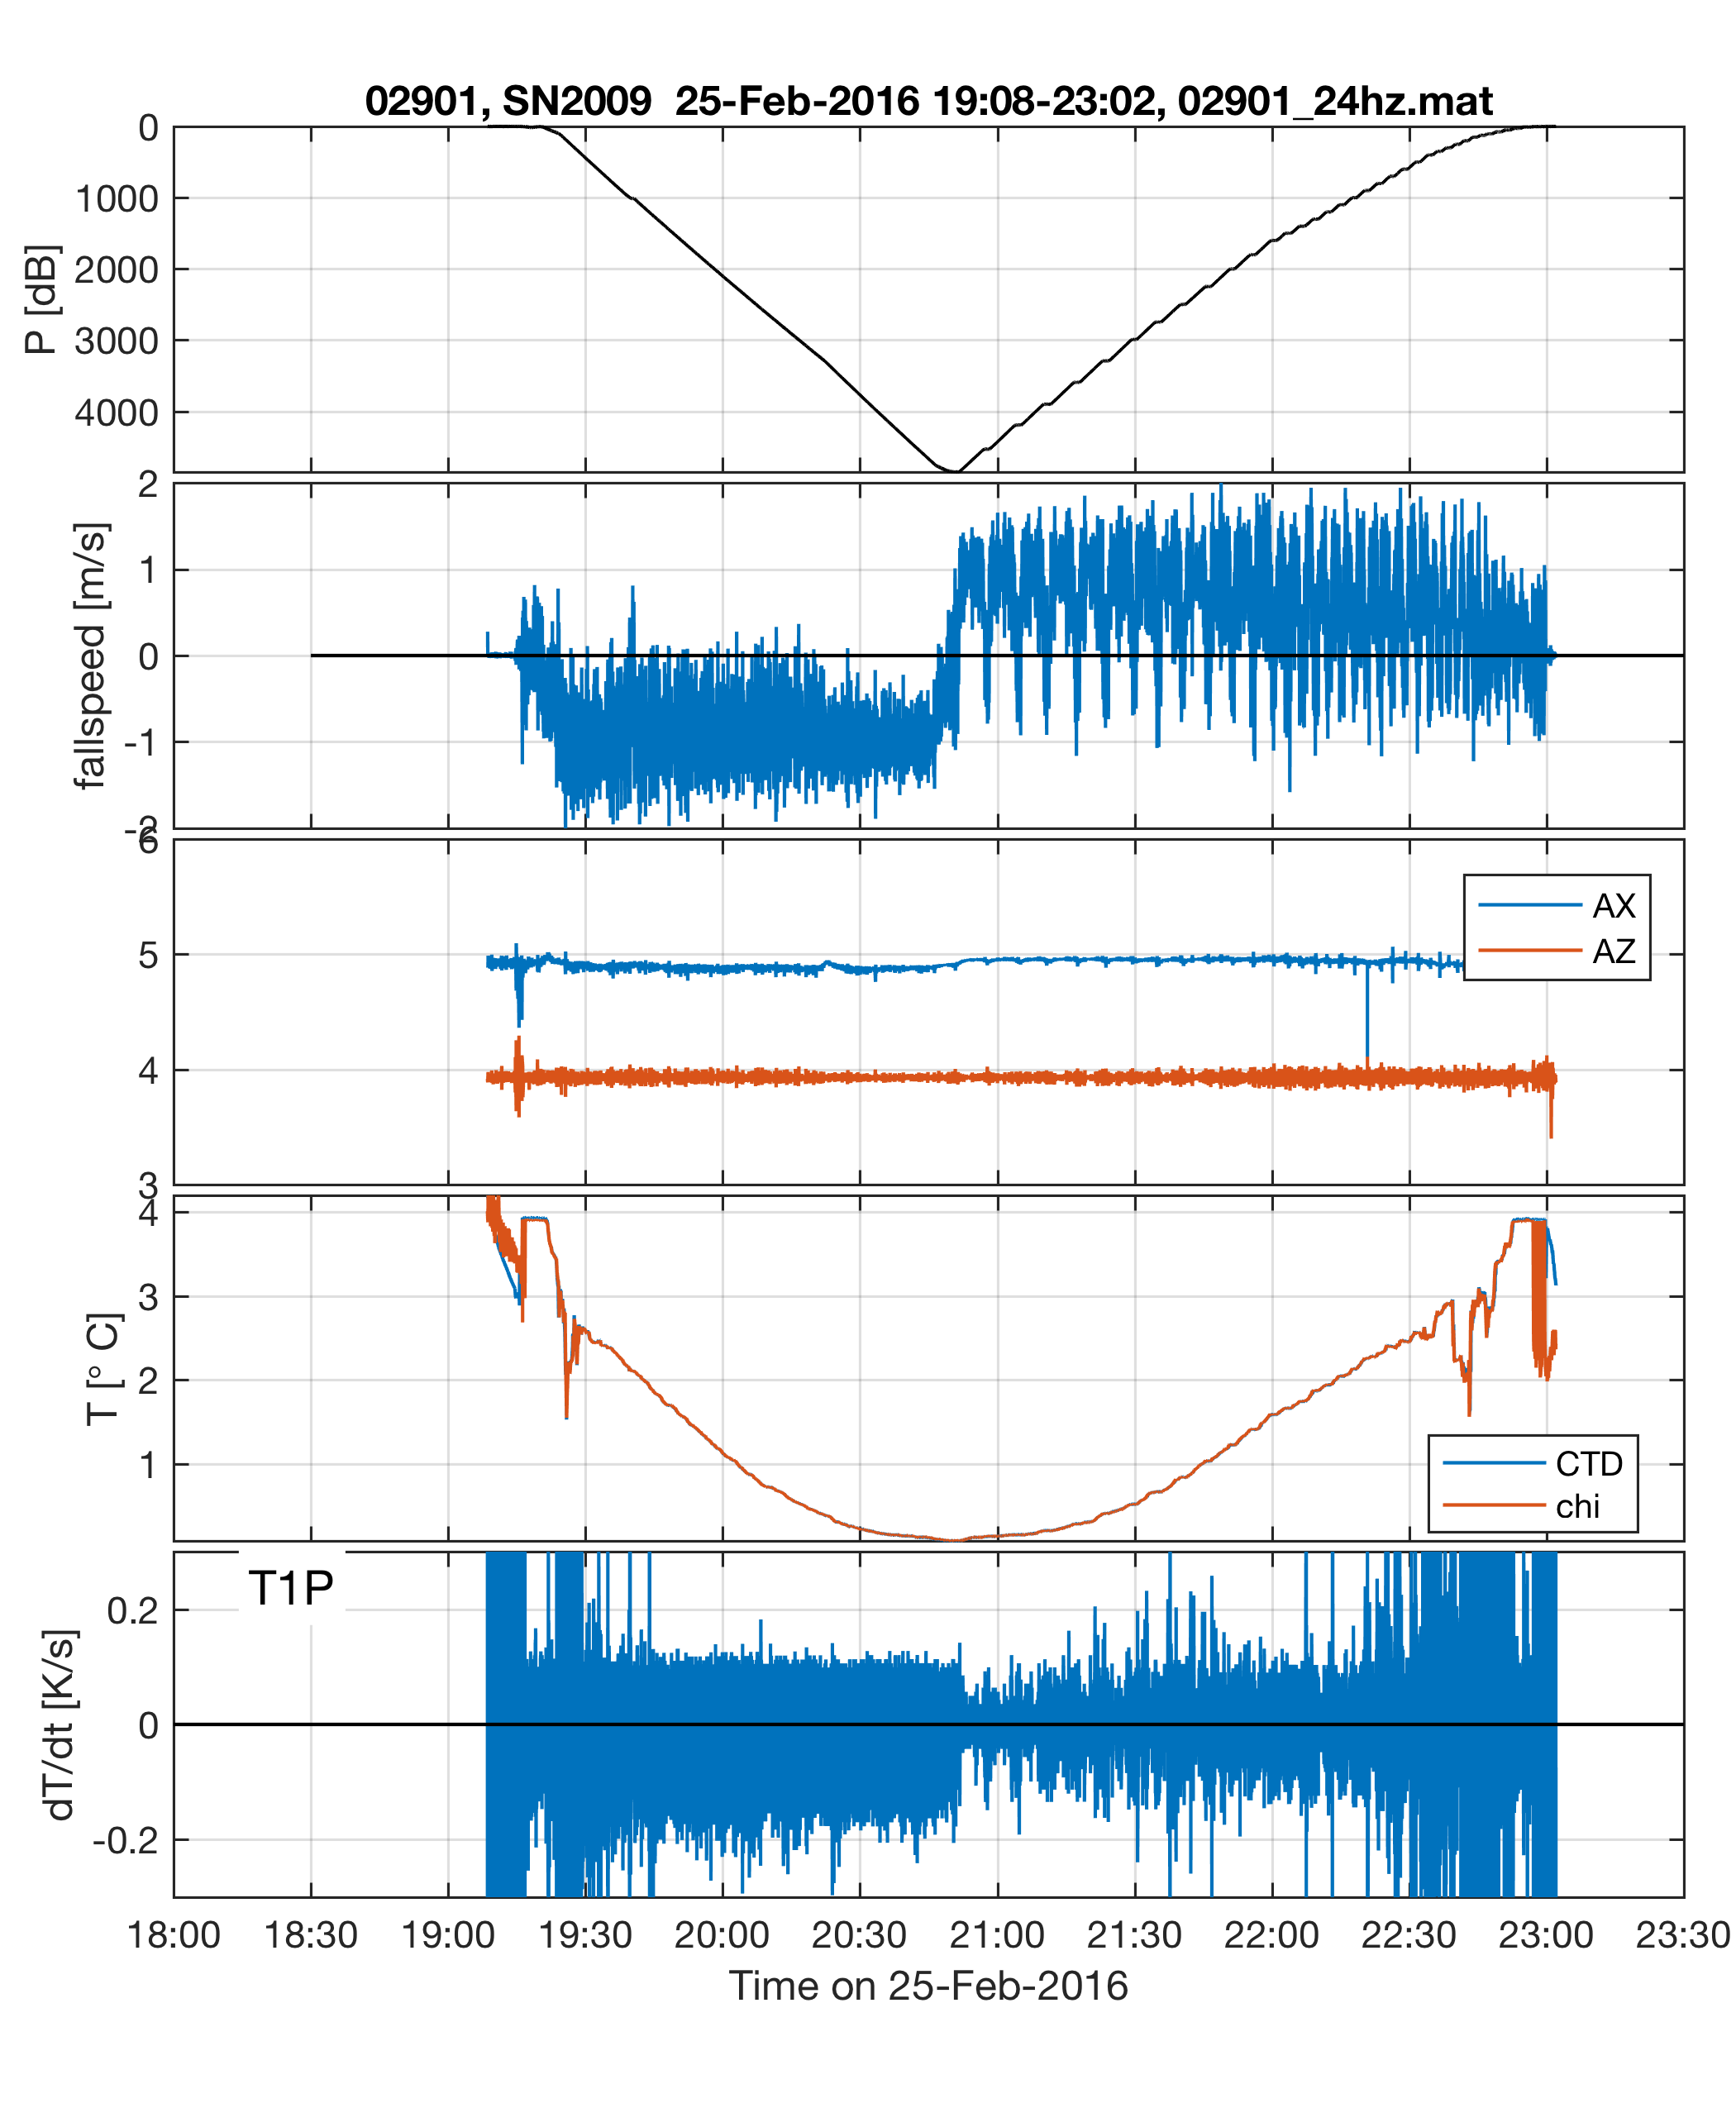 02901, SN2009  25-Feb-2016 19:08-23:02, 02901_24hz.mat
0
1000
2000
3000
4000
P [dB]
2
1
0
-1
-2
fallspeed [m/s]
6
5
4
3
AX
AZ
4
3
2
1
T [° C]
CTD
chi
T1P
0.2
0
-0.2
dT/dt [K/s]
18:00 18:30 19:00 19:30 20:00 20:30 21:00 21:30 22:00 22:30 23:00 23:30
Time on 25-Feb-2016